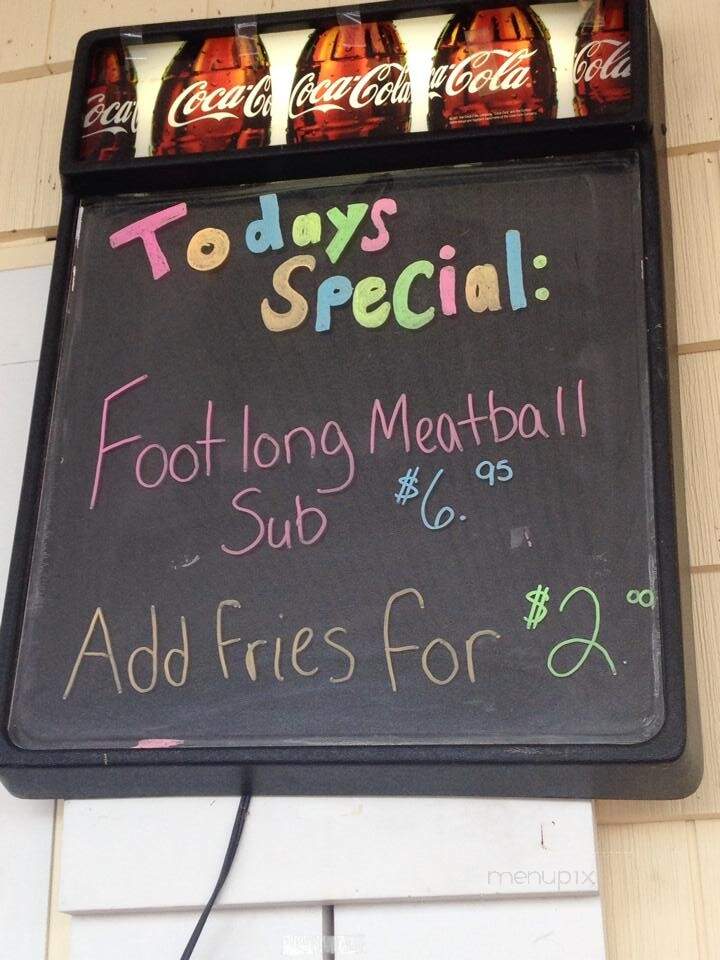 Coca Coca-Co Coca-Cola a-Cola Cola
Todays
Special:
Foot long Meatball
Sub $6.95
Add fries for $2.00
menupix